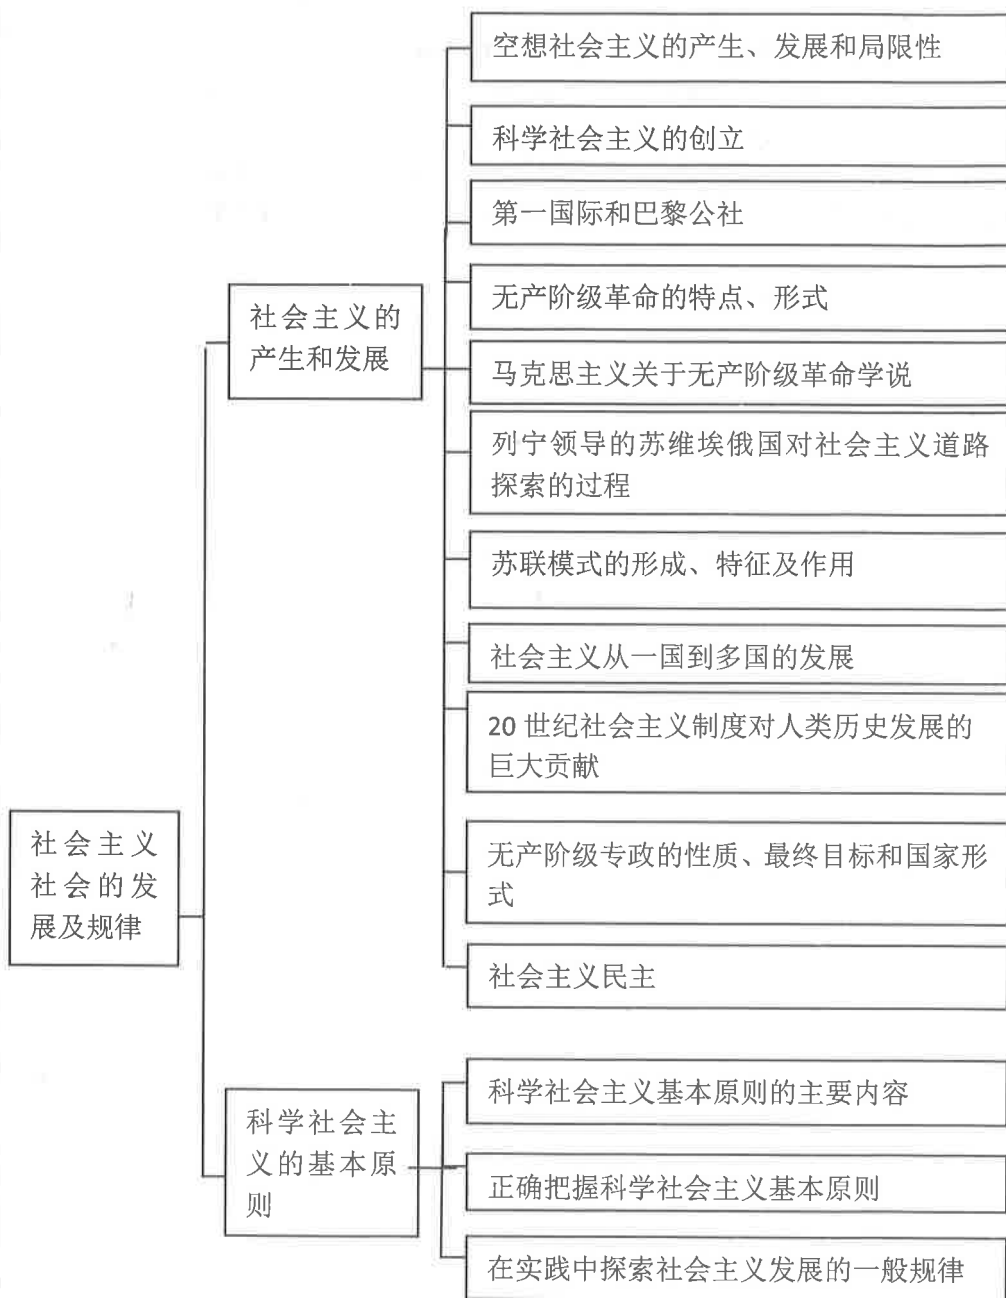 空想社会主义的产生、发展和局限性
科学社会主义的创立
第一国际和巴黎公社
无产阶级革命的特点、形式
社会主义的
产生和发展
马克思主义关于无产阶级革命学说
列宁领导的苏维埃俄国对社会主义道路
探索的过程
苏联模式的形成、特征及作用
社会主义从一国到多国的发展
20 世纪社会主义制度对人类历史发展的
巨大贡献
社会主义
社会的发
展及规律
无产阶级专政的性质、最终目标和国家形
式
社会主义民主
科学社会主义基本原则的主要内容
科学社会主
义的基本原
则
正确把握科学社会主义基本原则
在实践中探索社会主义发展的一般规律